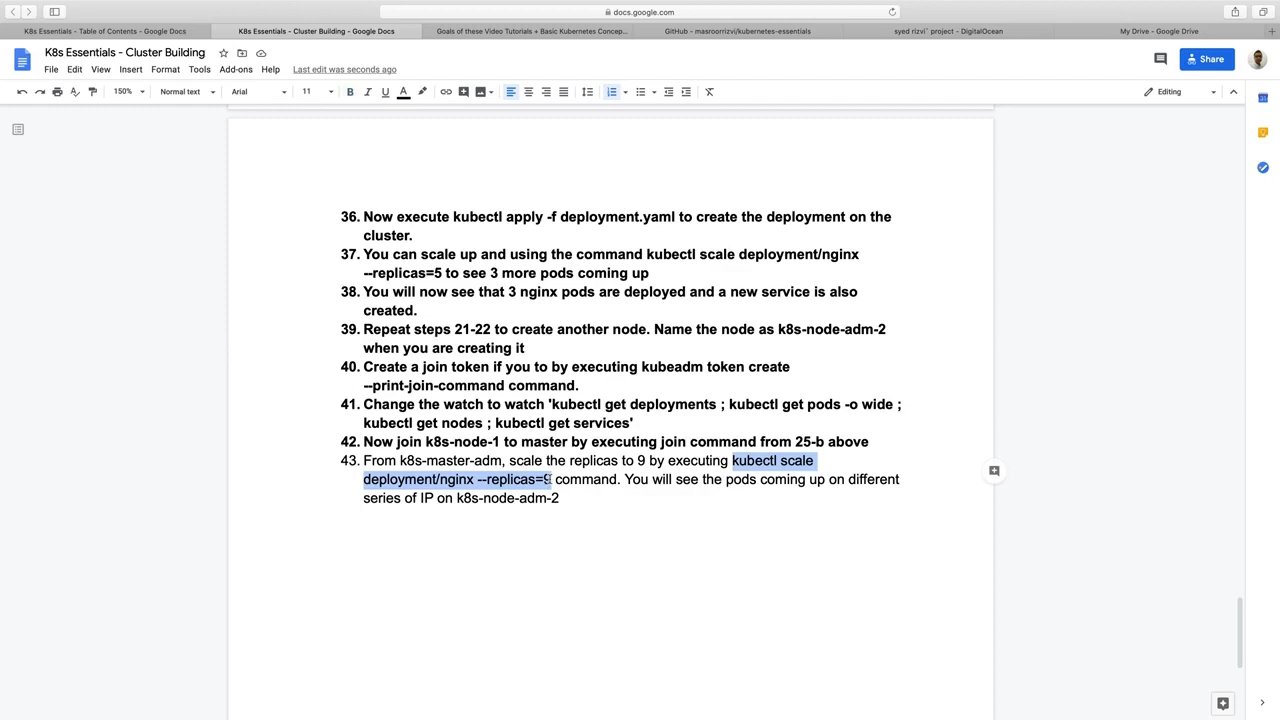 docs.google.com
K8s Essentials - Table of Contents - Google Docs
K8s Essentials - Cluster Building - Google Docs
Goals of these Video Tutorials + Basic Kubernetes Concep...
GitHub - masroorrizvi/kubernetes-essentials
syed rizvi` project - DigitalOcean
My Drive - Google Drive
K8s Essentials - Cluster Building
File Edit View Insert Format Tools Add-ons Help Last edit was seconds ago
Share
150% Normal text Arial 11 B I U A Editing
36. Now execute kubectl apply -f deployment.yaml to create the deployment on the
cluster.
37. You can scale up and using the command kubectl scale deployment/nginx
--replicas=5 to see 3 more pods coming up
38. You will now see that 3 nginx pods are deployed and a new service is also
created.
39. Repeat steps 21-22 to create another node. Name the node as k8s-node-adm-2
when you are creating it
40. Create a join token if you to by executing kubeadm token create
--print-join-command command.
41. Change the watch to watch 'kubectl get deployments ; kubectl get pods -o wide ;
kubectl get nodes ; kubectl get services'
42. Now join k8s-node-1 to master by executing join command from 25-b above
43. From k8s-master-adm, scale the replicas to 9 by executing kubectl scale
deployment/nginx --replicas=9 command. You will see the pods coming up on different
series of IP on k8s-node-adm-2